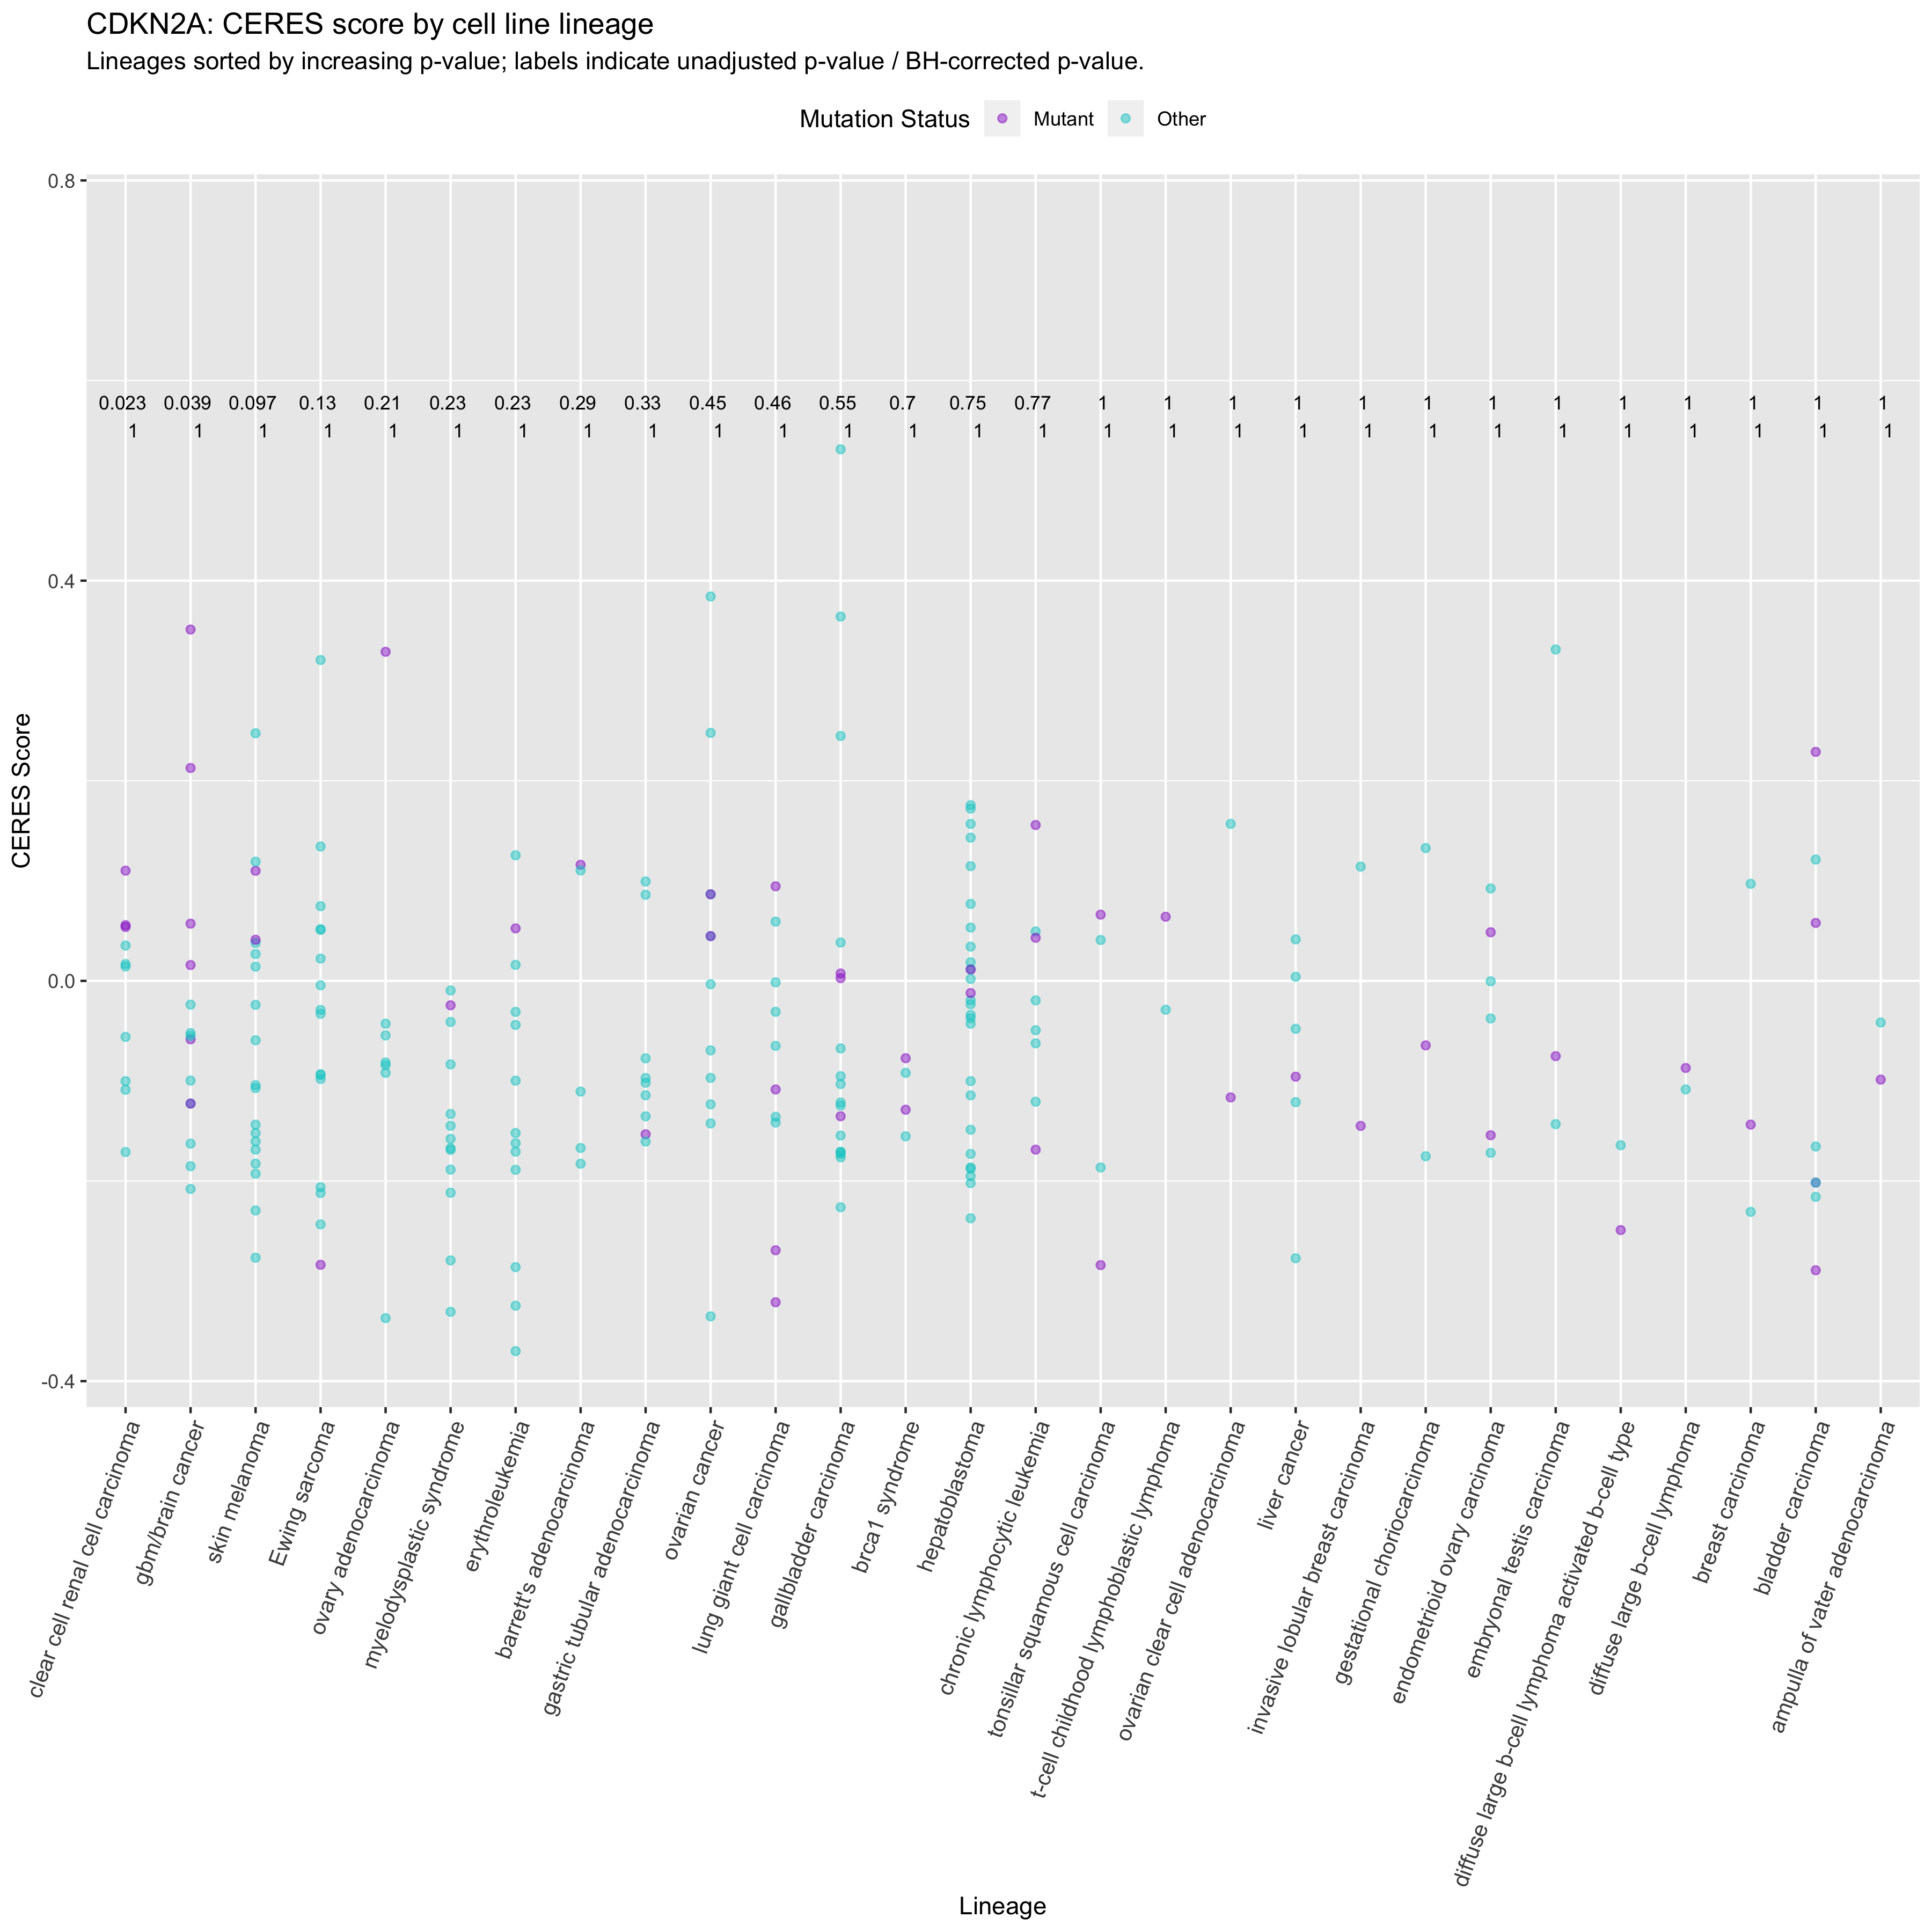 CDKN2A: CERES score by cell line lineage
Lineages sorted by increasing p-value; labels indicate unadjusted p-value / BH-corrected p-value.
Mutation Status Mutant Other
0.8
0.023 0.039 0.097 0.13 0.21 0.23 0.23 0.29 0.33 0.45 0.46 0.55 0.7 0.75 0.77 1 1 1 1 1 1 1 1 1 1 1 1 1
1 1 1 1 1 1 1 1 1 1 1 1 1 1 1 1 1 1 1 1 1 1 1 1 1 1 1 1
0.4
CERES Score
0.0
-0.4
clear cell renal cell carcinoma
gbm/brain cancer
skin melanoma
Ewing sarcoma
ovary adenocarcinoma
myelodysplastic syndrome
erythroleukemia
barrett's adenocarcinoma
gastric tubular adenocarcinoma
ovarian cancer
lung giant cell carcinoma
gallbladder carcinoma
brca1 syndrome
hepatoblastoma
chronic lymphocytic leukemia
tonsillar squamous cell carcinoma
t-cell childhood lymphoblastic lymphoma
ovarian clear cell adenocarcinoma
liver cancer
invasive lobular breast carcinoma
gestational choriocarcinoma
endometrioid ovary carcinoma
embryonal testis carcinoma
diffuse large b-cell lymphoma activated b-cell type
diffuse large b-cell lymphoma
breast carcinoma
bladder carcinoma
ampulla of vater adenocarcinoma
Lineage